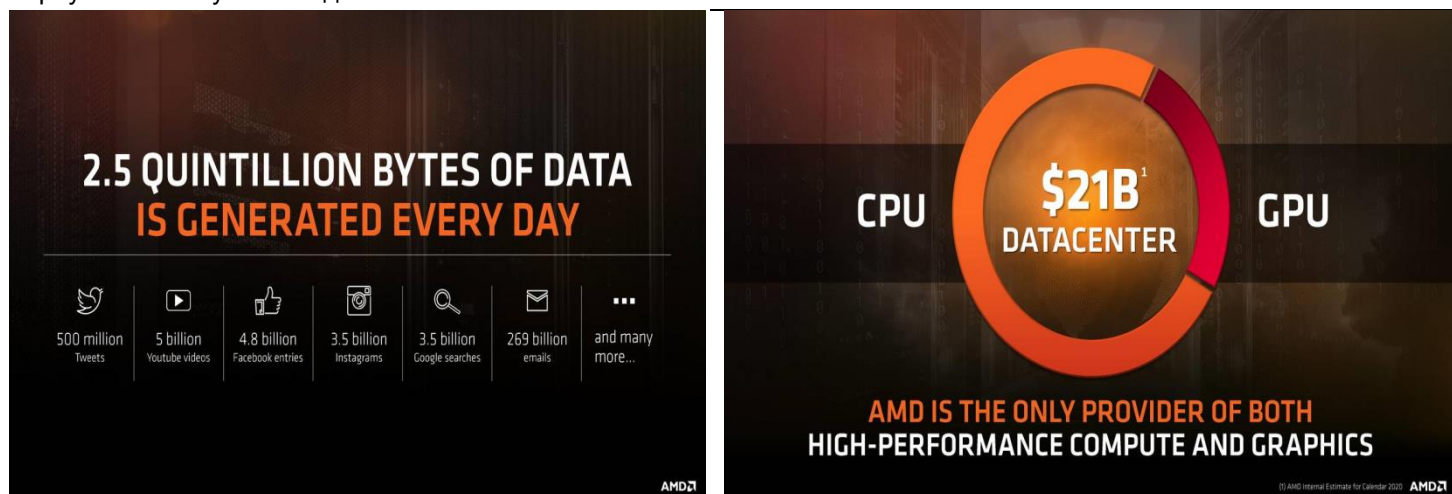 2.5 QUINTILLION BYTES OF DATA
IS GENERATED EVERY DAY
500 million
Tweets
5 billion
Youtube videos
4.8 billion
Facebook entries
3.5 billion
Instagrams
3.5 billion
Google searches
269 billion
emails
and many
more...
AMD
CPU
$21B¹
DATACENTER
GPU
AMD IS THE ONLY PROVIDER OF BOTH
HIGH-PERFORMANCE COMPUTE AND GRAPHICS
(1) AMD Internal Estimate for Calendar 2020
AMD